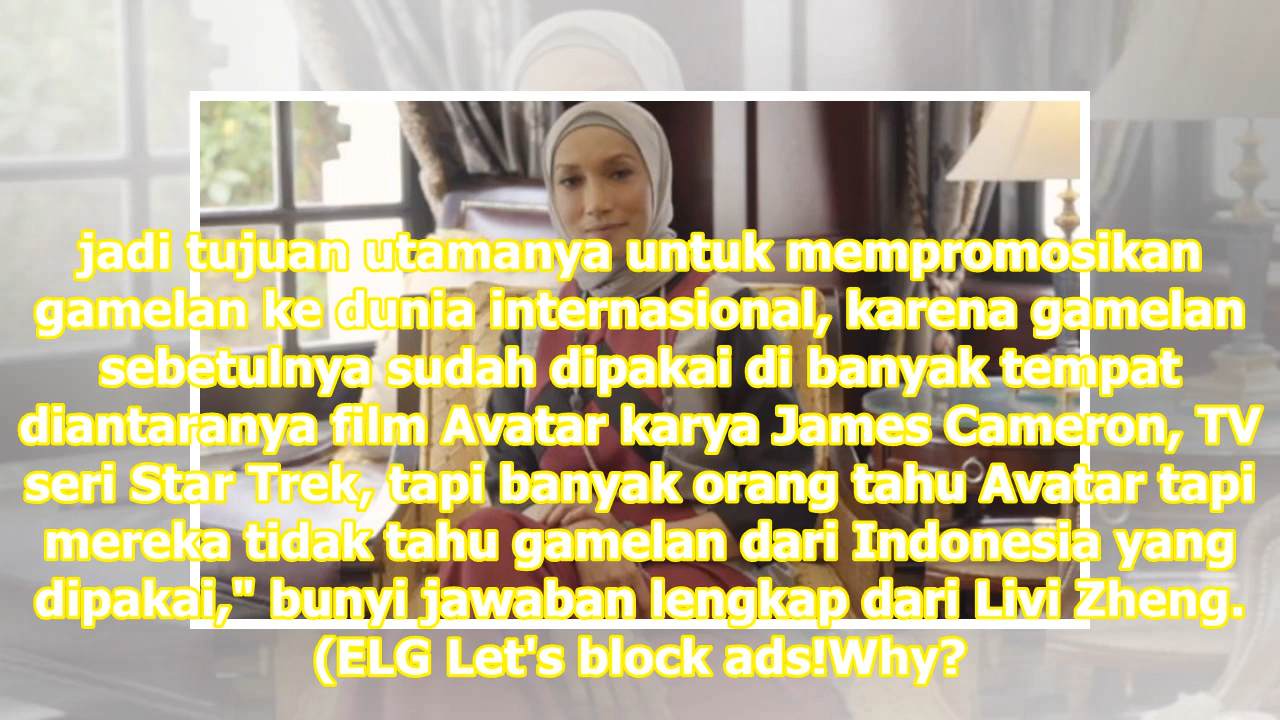 jadi tujuan utamanya untuk mempromosikan
gamelan ke dunia internasional, karena gamelan
sebetulnya sudah dipakai di banyak tempat
diantaranya film Avatar karya James Cameron, TV
seri Star Trek, tapi banyak orang tahu Avatar tapi
mereka tidak tahu gamelan dari Indonesia yang
dipakai," bunyi jawaban lengkap dari Livi Zheng.
(ELG Let's block ads!Why?